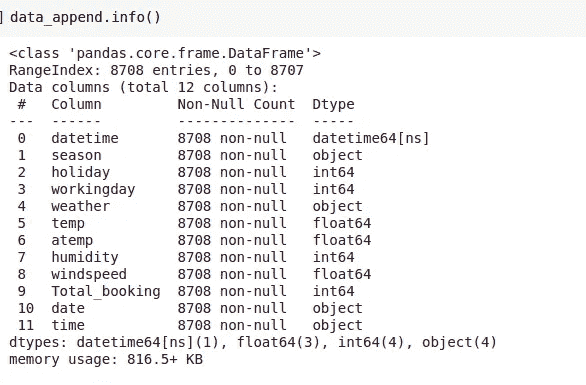 ] data_append.info()
<class 'pandas.core.frame.DataFrame'>
RangeIndex: 8708 entries, 0 to 8707
Data columns (total 12 columns):
 #   Column         Non-Null Count  Dtype
---  ------         --------------  -----
 0   datetime       8708 non-null   datetime64[ns]
 1   season         8708 non-null   object
 2   holiday        8708 non-null   int64
 3   workingday     8708 non-null   int64
 4   weather        8708 non-null   object
 5   temp           8708 non-null   float64
 6   atemp          8708 non-null   float64
 7   humidity       8708 non-null   int64
 8   windspeed      8708 non-null   float64
 9   Total_booking  8708 non-null   int64
 10  date           8708 non-null   object
 11  time           8708 non-null   object
dtypes: datetime64[ns](1), float64(3), int64(4), object(4)
memory usage: 816.5+ KB